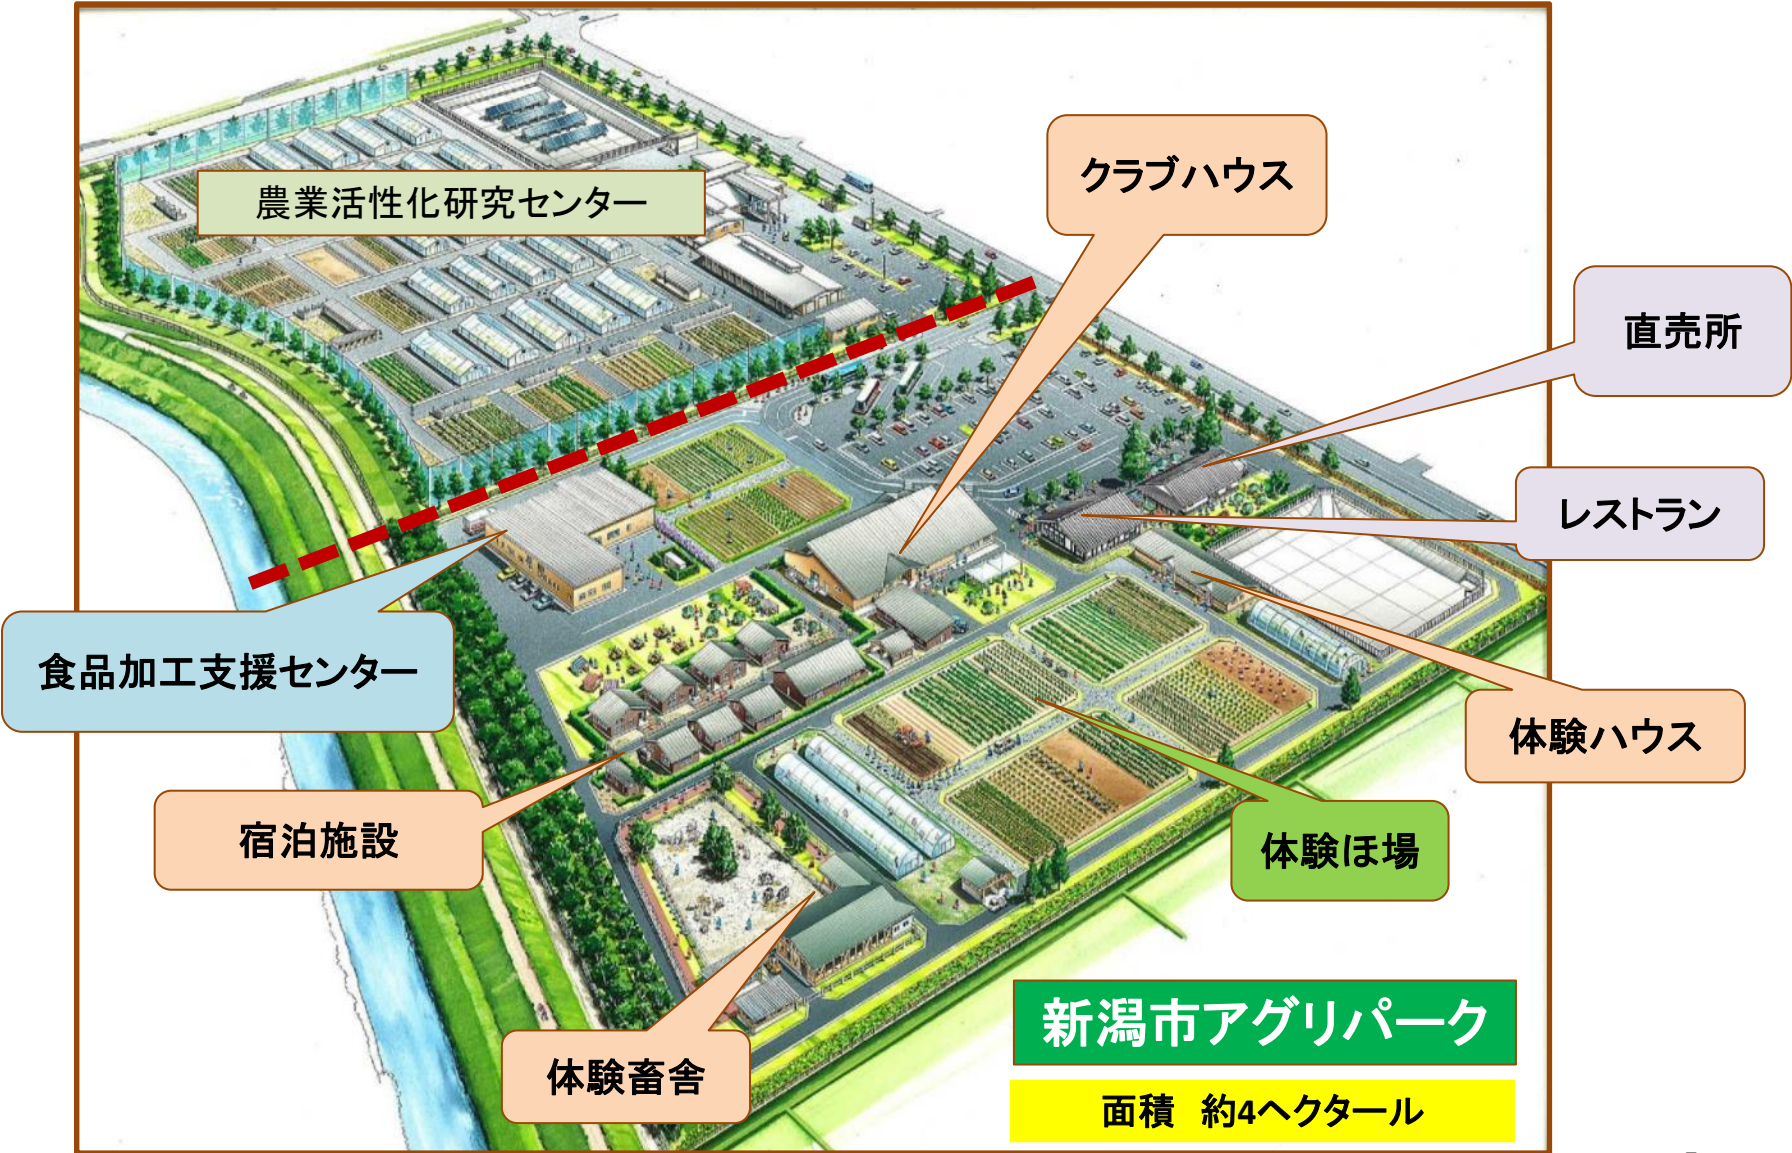 クラブハウス
農業活性化研究センター
直売所
レストラン
食品加工支援センター
体験ハウス
宿泊施設
体験ほ場
新潟市アグリパーク
体験畜舎
面積 約4ヘクタール